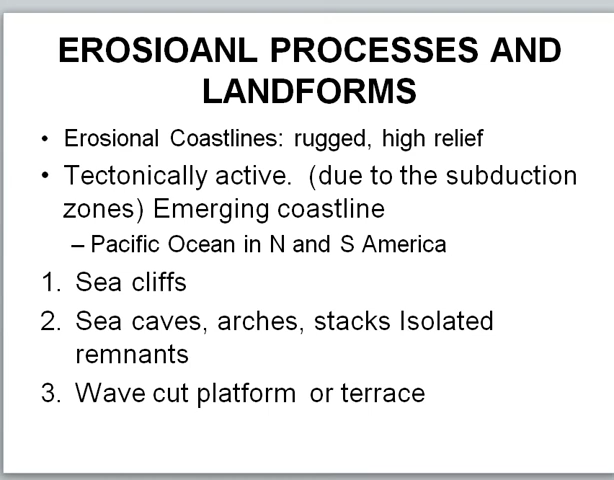 EROSIOANL PROCESSES AND
LANDFORMS
• Erosional Coastlines: rugged, high relief
• Tectonically active. (due to the subduction
zones) Emerging coastline
– Pacific Ocean in N and S America
1. Sea cliffs
2. Sea caves, arches, stacks Isolated
remnants
3. Wave cut platform or terrace